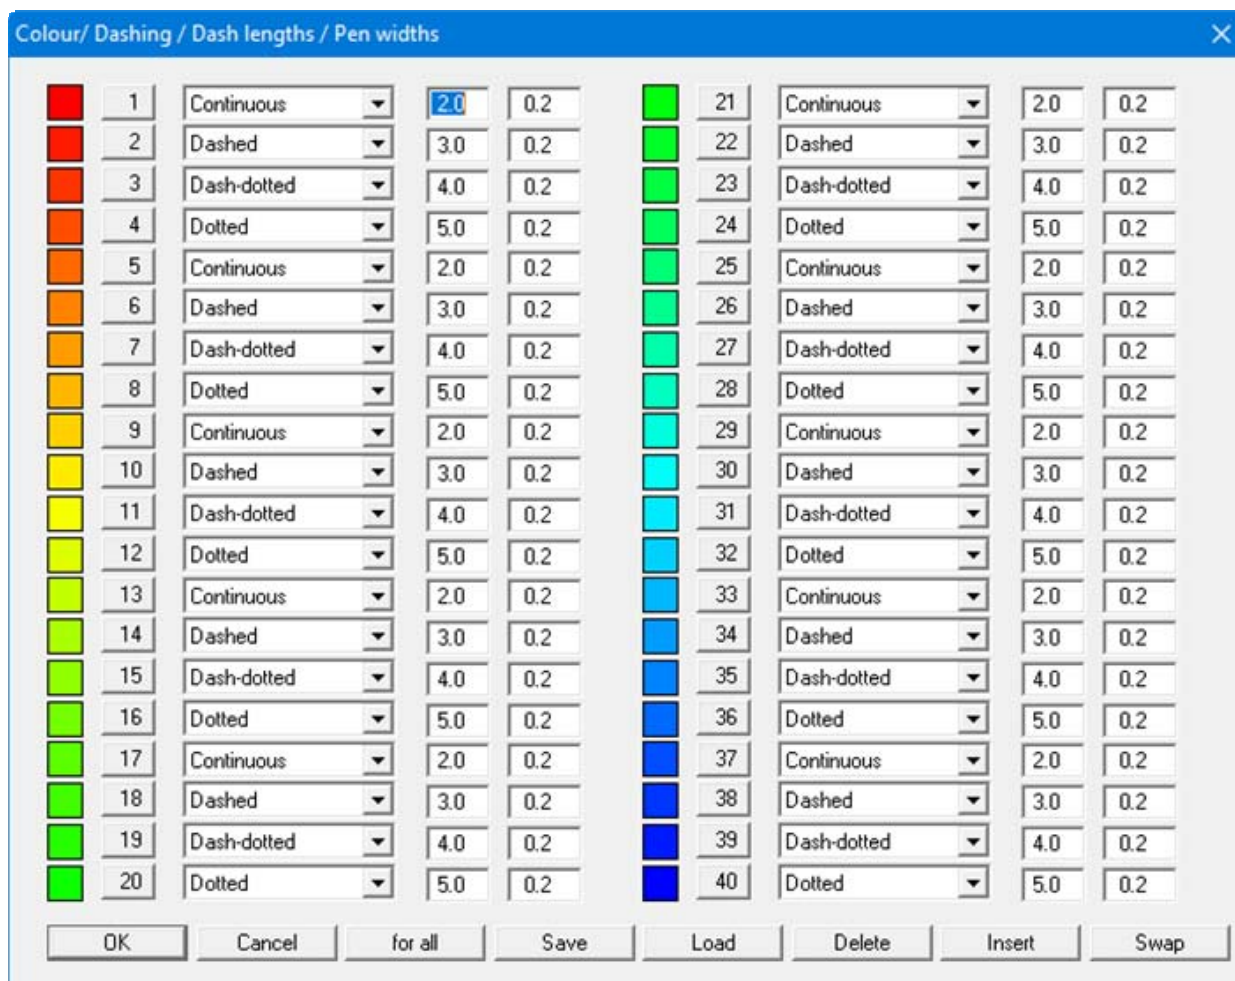 Colour/ Dashing / Dash lengths / Pen widths
1 Continuous 2.0 0.2 21 Continuous 2.0 0.2
2 Dashed 3.0 0.2 22 Dashed 3.0 0.2
3 Dash-dotted 4.0 0.2 23 Dash-dotted 4.0 0.2
4 Dotted 5.0 0.2 24 Dotted 5.0 0.2
5 Continuous 2.0 0.2 25 Continuous 2.0 0.2
6 Dashed 3.0 0.2 26 Dashed 3.0 0.2
7 Dash-dotted 4.0 0.2 27 Dash-dotted 4.0 0.2
8 Dotted 5.0 0.2 28 Dotted 5.0 0.2
9 Continuous 2.0 0.2 29 Continuous 2.0 0.2
10 Dashed 3.0 0.2 30 Dashed 3.0 0.2
11 Dash-dotted 4.0 0.2 31 Dash-dotted 4.0 0.2
12 Dotted 5.0 0.2 32 Dotted 5.0 0.2
13 Continuous 2.0 0.2 33 Continuous 2.0 0.2
14 Dashed 3.0 0.2 34 Dashed 3.0 0.2
15 Dash-dotted 4.0 0.2 35 Dash-dotted 4.0 0.2
16 Dotted 5.0 0.2 36 Dotted 5.0 0.2
17 Continuous 2.0 0.2 37 Continuous 2.0 0.2
18 Dashed 3.0 0.2 38 Dashed 3.0 0.2
19 Dash-dotted 4.0 0.2 39 Dash-dotted 4.0 0.2
20 Dotted 5.0 0.2 40 Dotted 5.0 0.2
OK Cancel for all Save Load Delete Insert Swap